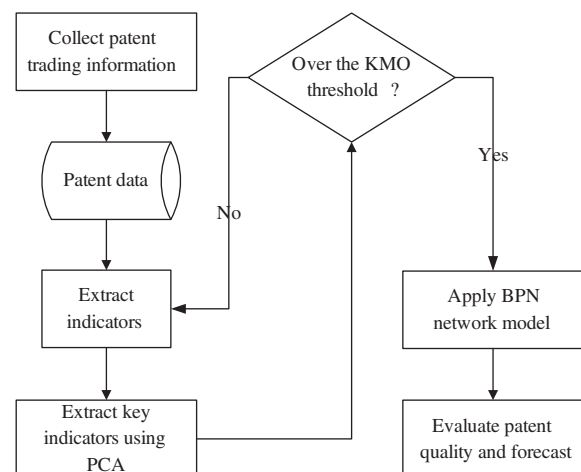 Collect patent
trading information
Patent data
Extract
indicators
Extract key
indicators using
PCA
Over the KMO
threshold ?
No
Yes
Apply BPN
network model
Evaluate patent
quality and forecast